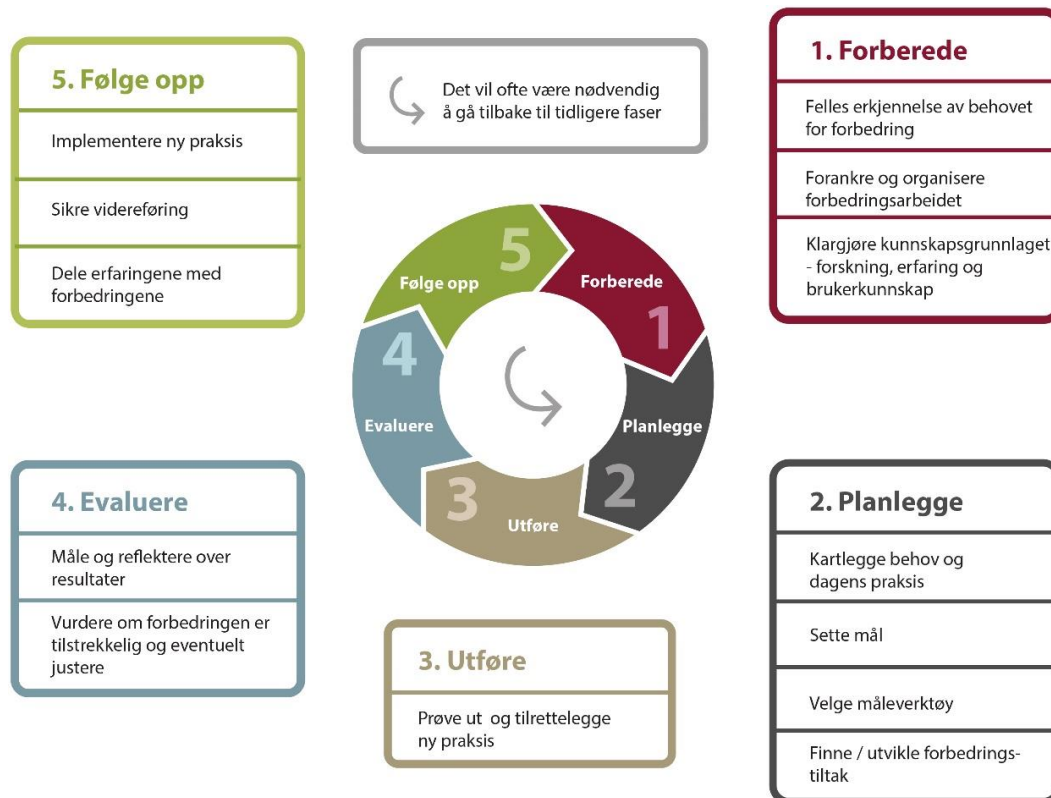 5. Følge opp
Implementere ny praksis
Sikre videreføring
Dele erfaringene med
forbedringene
Det vil ofte være nødvendig
å gå tilbake til tidligere faser
1. Forberede
Felles erkjennelse av behovet
for forbedring
Forankre og organisere
forbedringsarbeidet
Klargjøre kunnskapsgrunnlaget
- forskning, erfaring og
brukerkunnskap
5
Følge opp
Forberede
1
4
Evaluere
Planlegge
2
3
Utføre
4. Evaluere
Måle og reflektere over
resultater
Vurdere om forbedringen er
tilstrekkelig og eventuelt
justere
3. Utføre
Prøve ut og tilrettelegge
ny praksis
2. Planlegge
Kartlegge behov og
dagens praksis
Sette mål
Velge måleverktøy
Finne / utvikle forbedrings-
tiltak